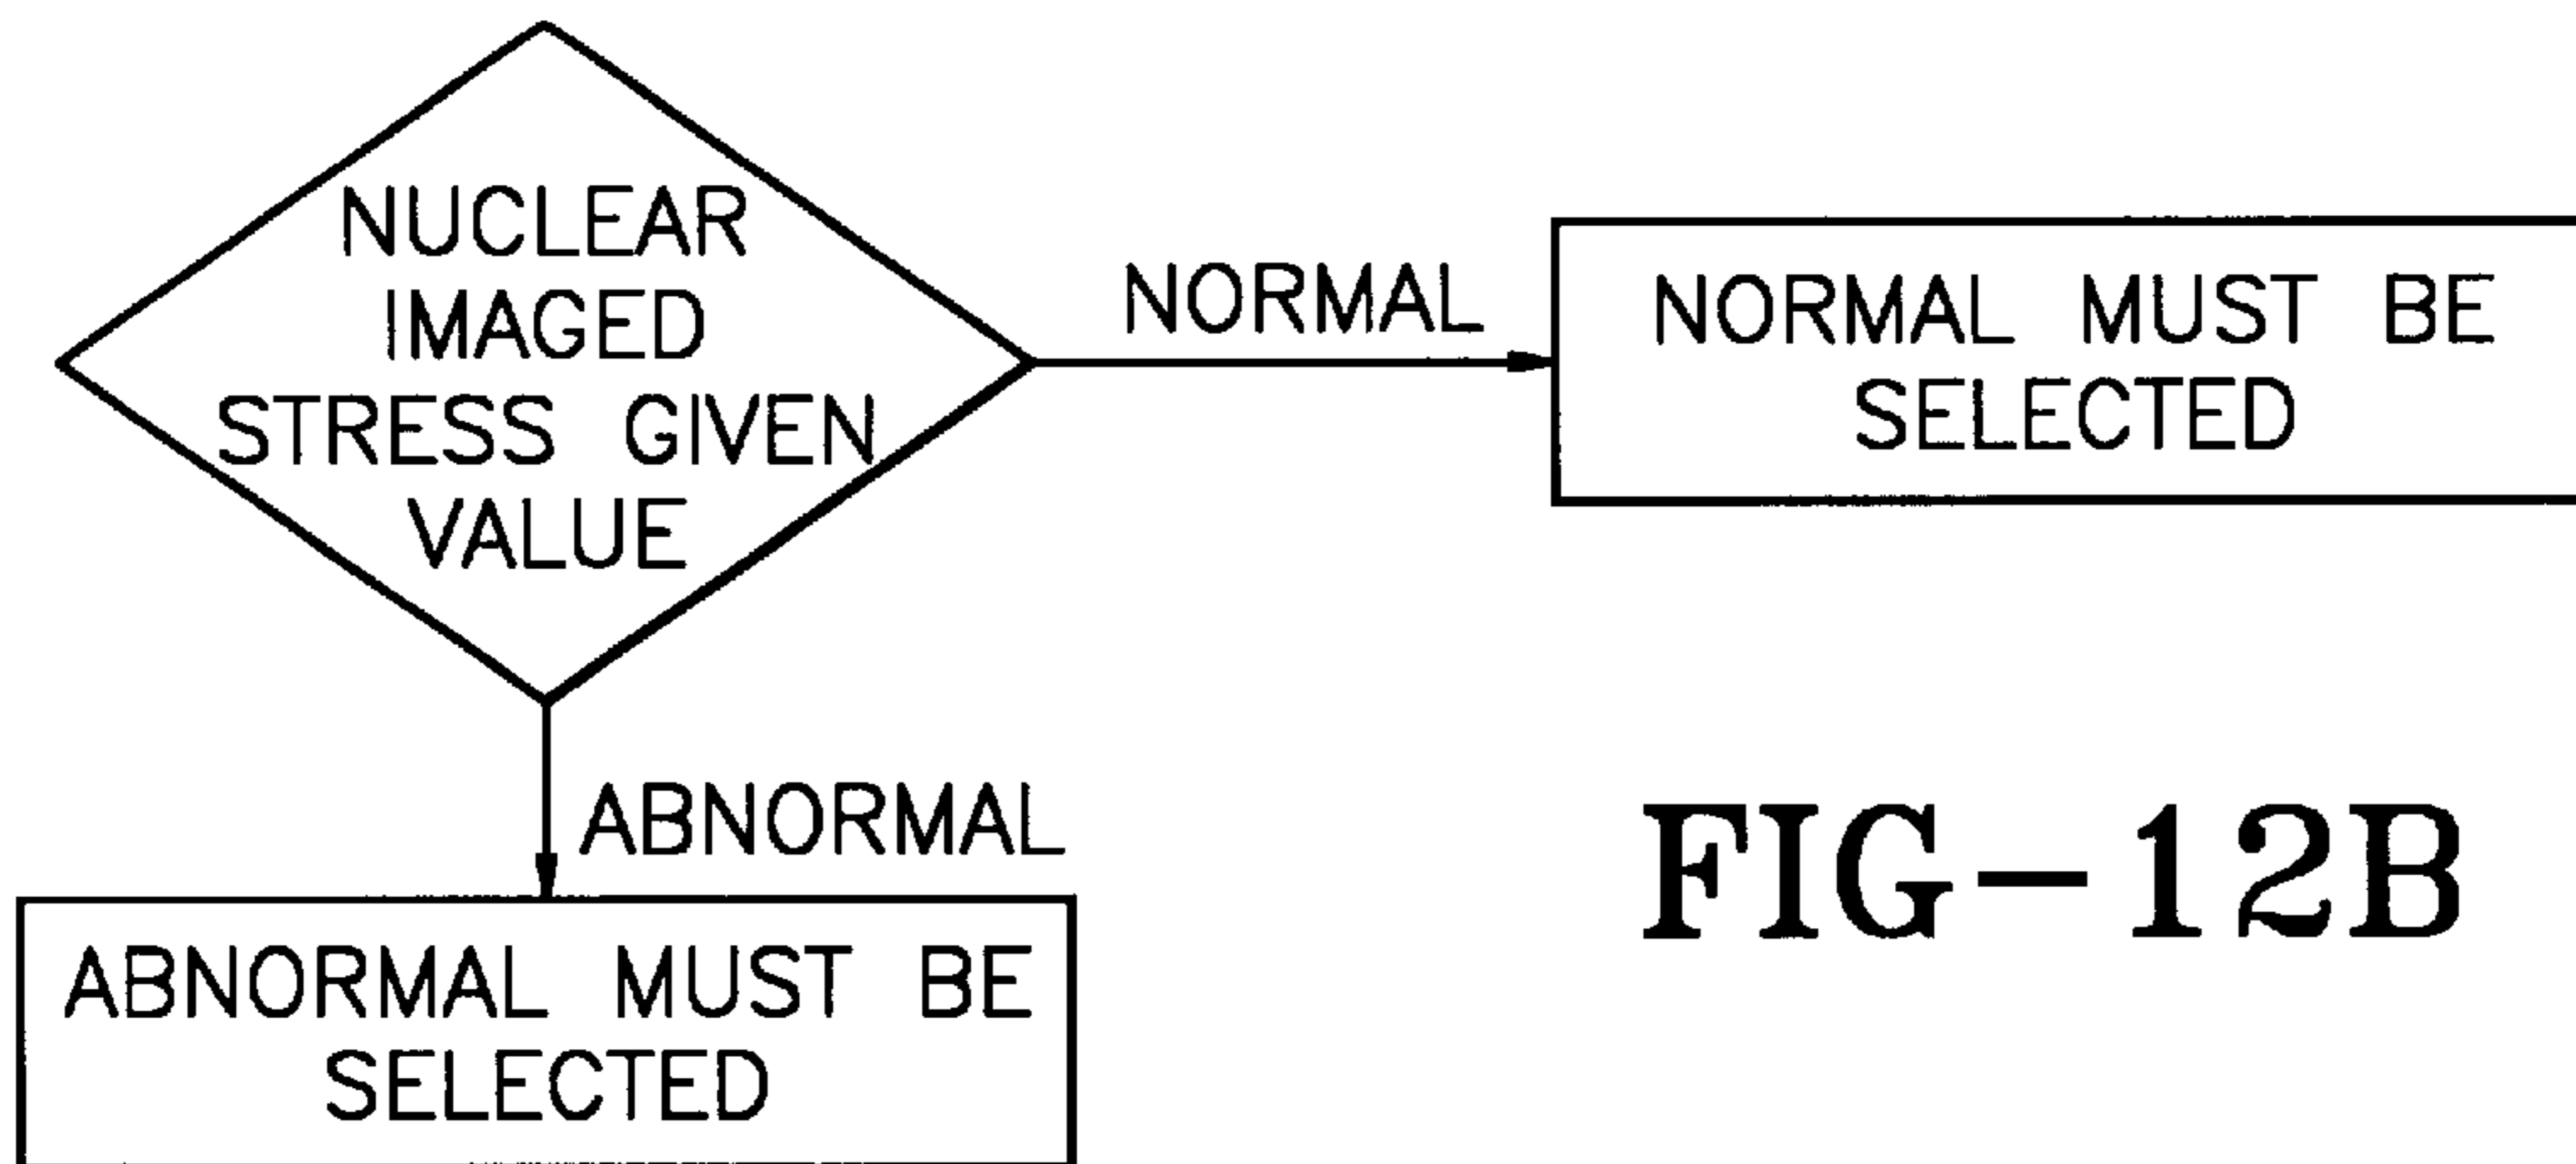 NUCLEAR
IMAGED
STRESS GIVEN
VALUE
NORMAL
NORMAL MUST BE
SELECTED
ABNORMAL
ABNORMAL MUST BE
SELECTED
FIG-12B